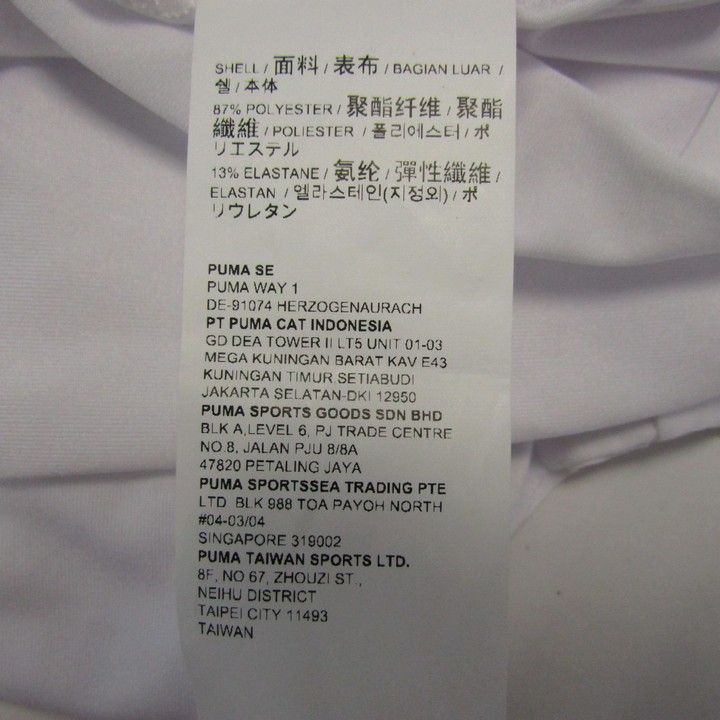 SHELL / 面料 / 表布 / BAGIAN LUAR /
쉘 / 本体
87% POLYESTER / 聚酯纤维 / 聚酯
纖維 / POLIESTER / 폴리에스터 / ポ
リエステル
13% ELASTANE / 氨纶 / 彈性纖維 /
ELASTAN / 엘라스테인(지정외) / ポ
リウレタン
PUMA SE
PUMA WAY 1
DE-91074 HERZOGENAURACH
PT PUMA CAT INDONESIA
GD DEA TOWER II LT5 UNIT 01-03
MEGA KUNINGAN BARAT KAV E43
KUNINGAN TIMUR,SETIABUDI
JAKARTA SELATAN-DKI 12950
PUMA SPORTS GOODS SDN BHD
BLK A,LEVEL 6, PJ TRADE CENTRE
NO.8, JALAN PJU 8/8A
47820 PETALING JAYA
PUMA SPORTSSEA TRADING PTE
LTD BLK 988 TOA PAYOH NORTH
#04-03/04
SINGAPORE 319002
PUMA TAIWAN SPORTS LTD.
8F, NO 67, ZHOUZI ST.,
NEIHU DISTRICT
TAIPEI CITY 11493
TAIWAN